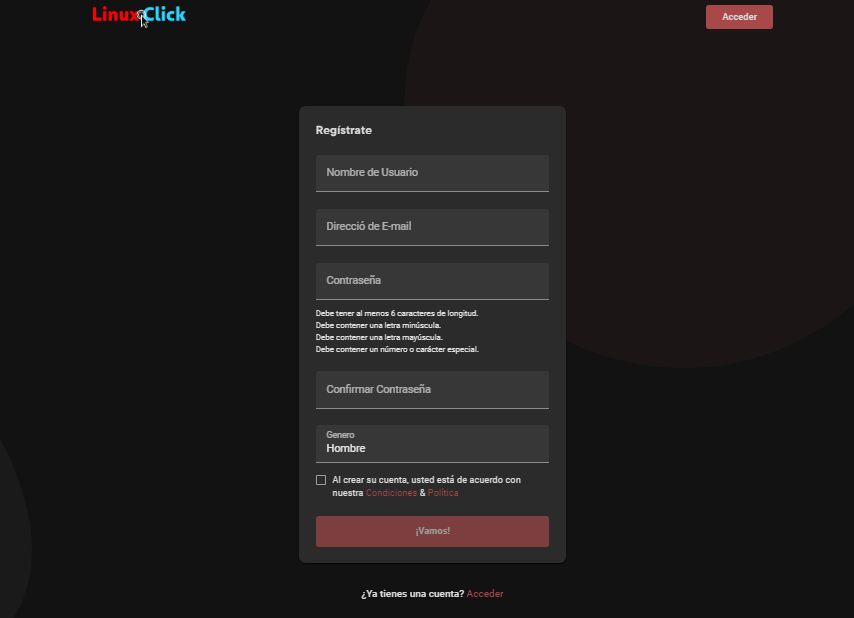 LinuxClick
Acceder
Regístrate
Nombre de Usuario
Direcció de E-mail
Contraseña
Debe tener al menos 6 caracteres de longitud.
Debe contener una letra minúscula.
Debe contener una letra mayúscula.
Debe contener un número o carácter especial.
Confirmar Contraseña
Genero
Hombre
Al crear su cuenta, usted está de acuerdo con
nuestra Condiciones & Política
¡Vamos!
¿Ya tienes una cuenta? Acceder